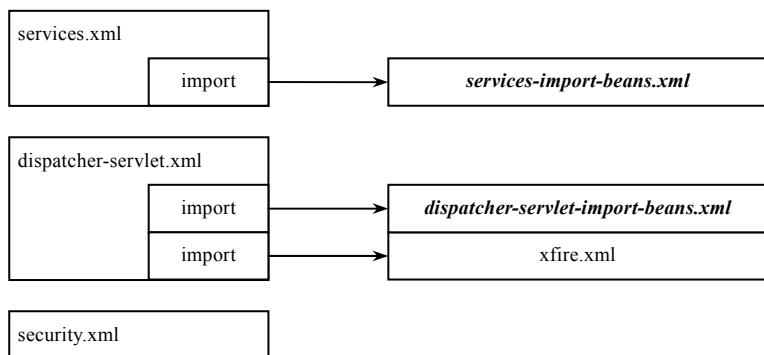 services.xml
import
services-import-beans.xml
dispatcher-servlet.xml
import
dispatcher-servlet-import-beans.xml
import
xfire.xml
security.xml